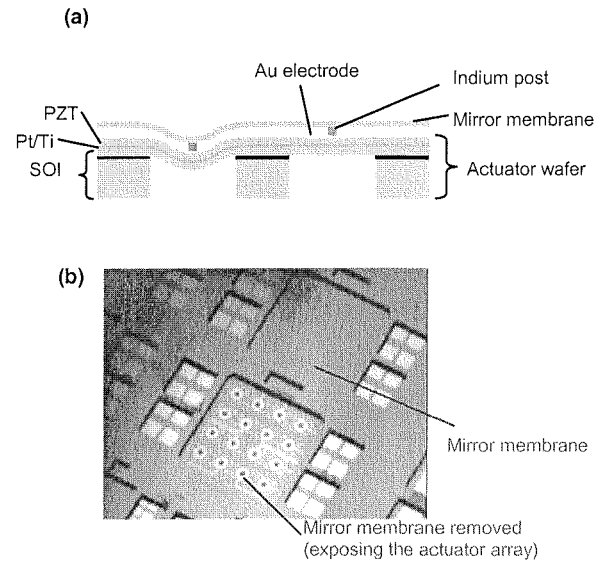 (a)
Au electrode
Indium post
PZT
Mirror membrane
Pt/Ti
SOI
Actuator wafer
(b)
Mirror membrane
Mirror membrane removed
(exposing the actuator array)